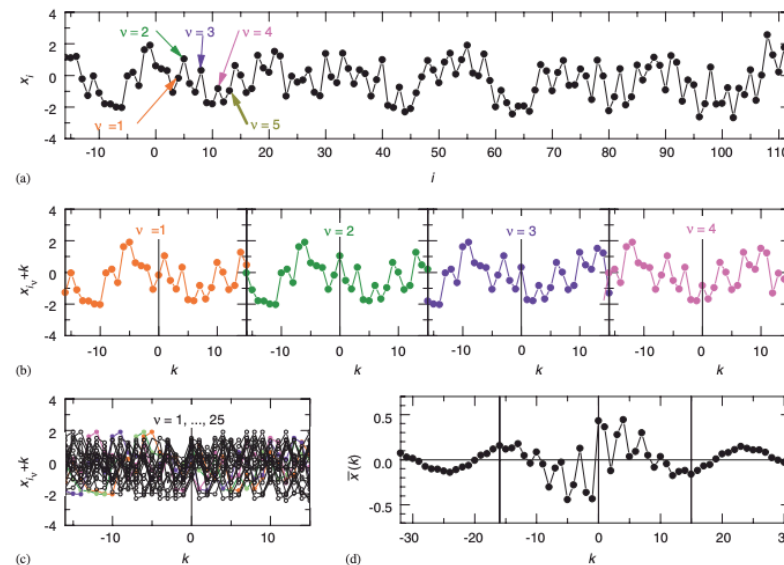 4
ν = 2
ν = 3
ν = 4
2
x_i
0
-2
ν = 1
ν = 5
-4
-10 0 10 20 30 40 50 60 70 80 90 100 110
(a)
i
4
ν = 1
ν = 2
ν = 3
ν = 4
2
x_{i_ν}+k
0
-2
-4
-10 0 10 -10 0 10 -10 0 10 -10 0 10
(b)
k k k k
4
ν = 1, ..., 25
2
x_{i_ν}+k
0
-2
-4
-10 0 10
(c)
k
0.5
x̅(k)
0.0
-0.5
-30 -20 -10 0 10 20 30
(d)
k